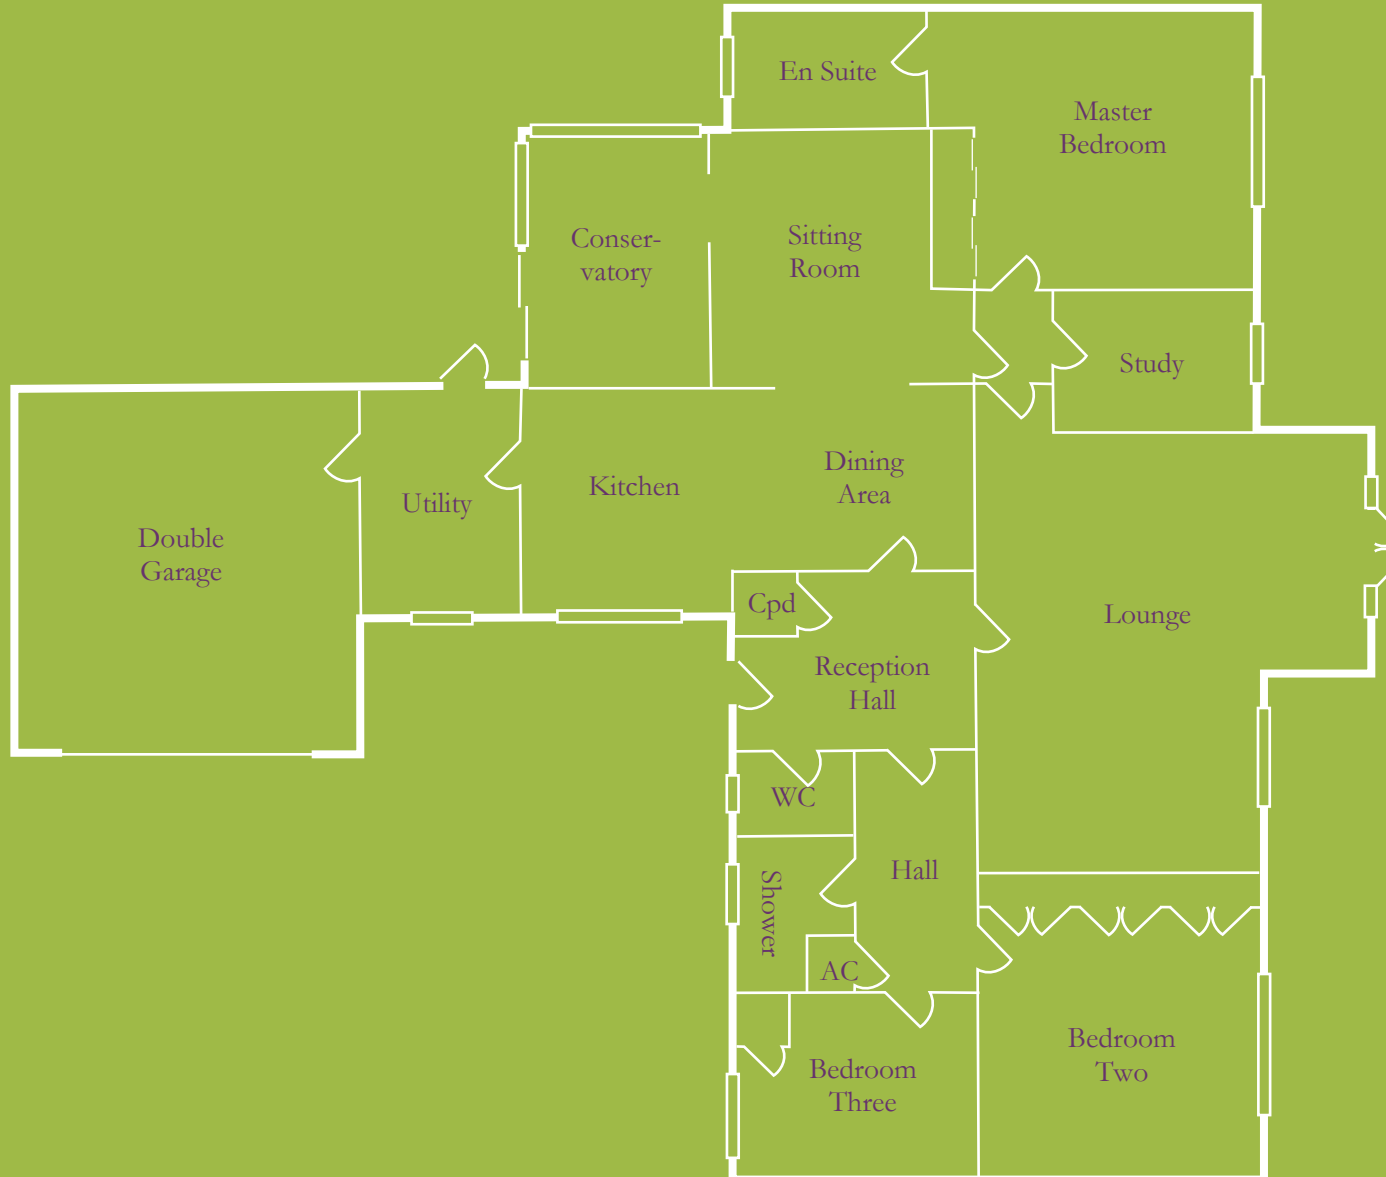 En Suite
Master
Bedroom
Conser-
vatory
Sitting
Room
Study
Dining
Area
Kitchen
Utility
Double
Garage
Cpd
Lounge
Reception
Hall
WC
Hall
Shower
AC
Bedroom
Two
Bedroom
Three